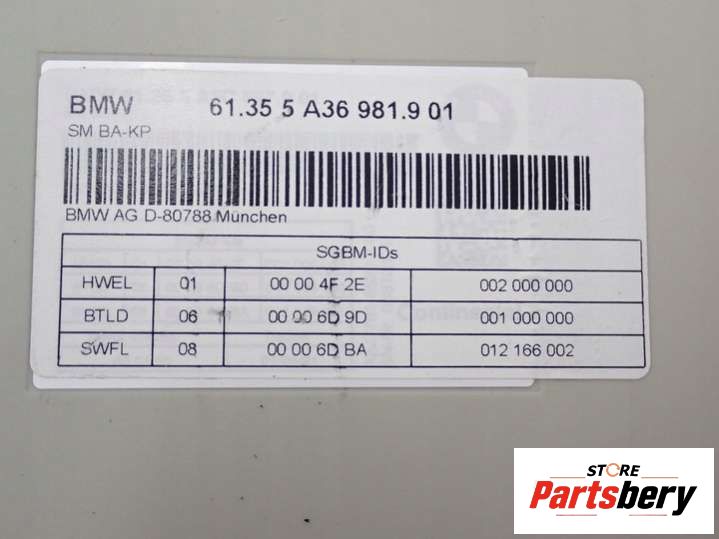 BMW 61.35 5 A36 981.9 01
SM BA-KP
BMW AG D-80788 Munchen
SGBM-IDs
HWEL 01 00 00 4F 2E 002 000 000
BTLD 06 00 00 6D 9D 001 000 000
SWFL 08 00 00 6D BA 012 166 002
STORE
Partsbery